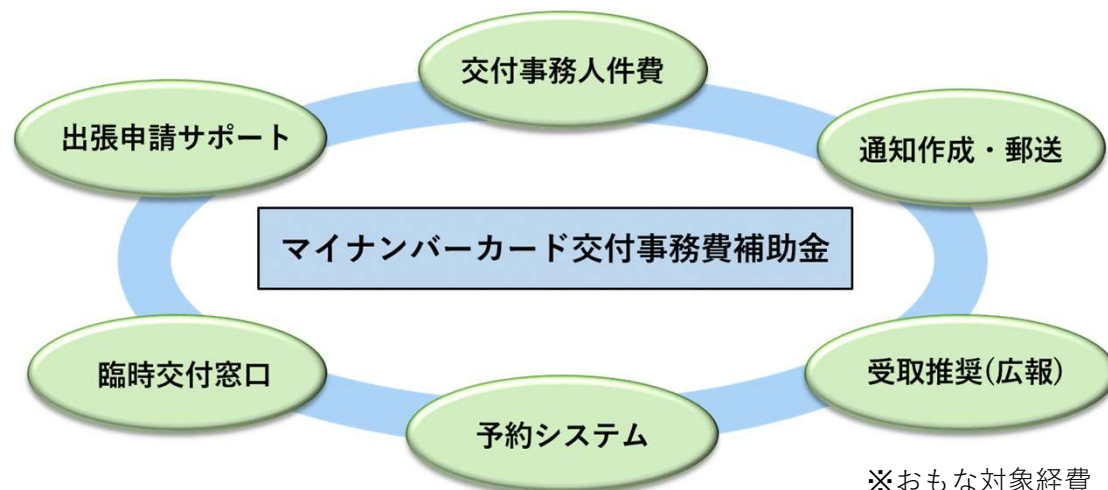 交付事務人件費
出張申請サポート
通知作成・郵送
マイナンバーカード交付事務費補助金
臨時交付窓口
受取推奨(広報)
予約システム
※おもな対象経費